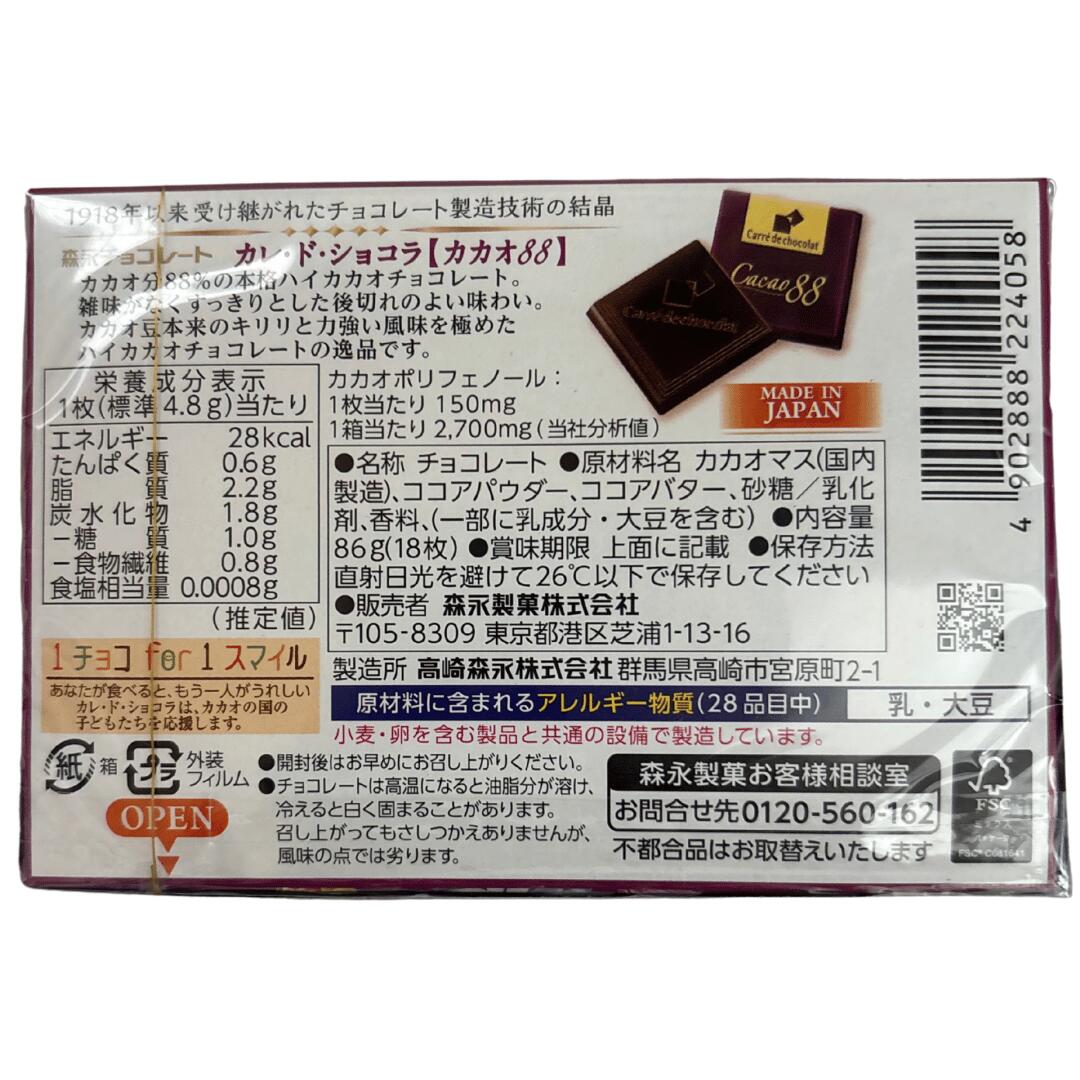 1918年以来受け継がれたチョコレート製造技術の結晶
森永チョコレート カレ・ド・ショコラ【カカオ88】
カカオ分88%の本格ハイカカオチョコレート。
雑味がなくすっきりとした後切れのよい味わい。
カカオ豆本来のキリリと力強い風味を極めた
ハイカカオチョコレートの逸品です。
Carré de chocolat
Cacao 88
Carré de chocolat
MADE IN
JAPAN
4 902888 224058
栄養成分表示
1枚(標準4.8g)当たり
エネルギー 28kcal
たんぱく質 0.6g
脂質 2.2g
炭水化物 1.8g
－糖質 1.0g
－食物繊維 0.8g
食塩相当量 0.0008g
(推定値)
カカオポリフェノール：
1枚当たり 150mg
1箱当たり 2,700mg(当社分析値)
●名称 チョコレート ●原材料名 カカオマス(国内
製造)、ココアパウダー、ココアバター、砂糖／乳化
剤、香料、(一部に乳成分・大豆を含む) ●内容量
86g(18枚) ●賞味期限 上面に記載 ●保存方法
直射日光を避けて26℃以下で保存してください
●販売者 森永製菓株式会社
〒105-8309 東京都港区芝浦1-13-16
製造所 高崎森永株式会社 群馬県高崎市宮原町2-1
原材料に含まれるアレルギー物質(28品目中) 乳・大豆
小麦・卵を含む製品と共通の設備で製造しています。
1チョコ for 1スマイル
あなたが食べると、もう一人がうれしい
カレ・ド・ショコラは、カカオの国の
子どもたちを応援します。
紙 箱 プラ 外装
フィルム
OPEN
●開封後はお早めにお召し上がりください。
●チョコレートは高温になると油脂分が溶け、
冷えると白く固まることがあります。
召し上がってもさしつかえありませんが、
風味の点では劣ります。
森永製菓お客様相談室
お問合せ先0120-560-162
不都合品はお取替えいたします
FSC
FSC® C081641